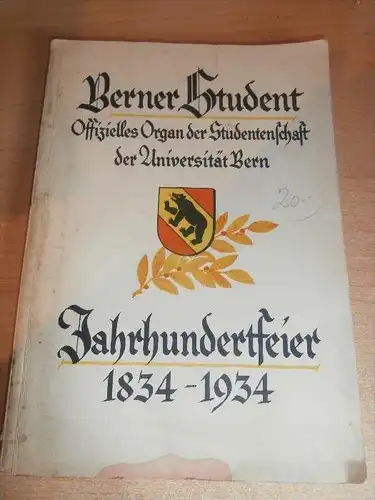 Berner Student
Offizielles Organ der Studentenschaft
der Universität Bern
20.-
Jahrhundertfeier
1834-1934